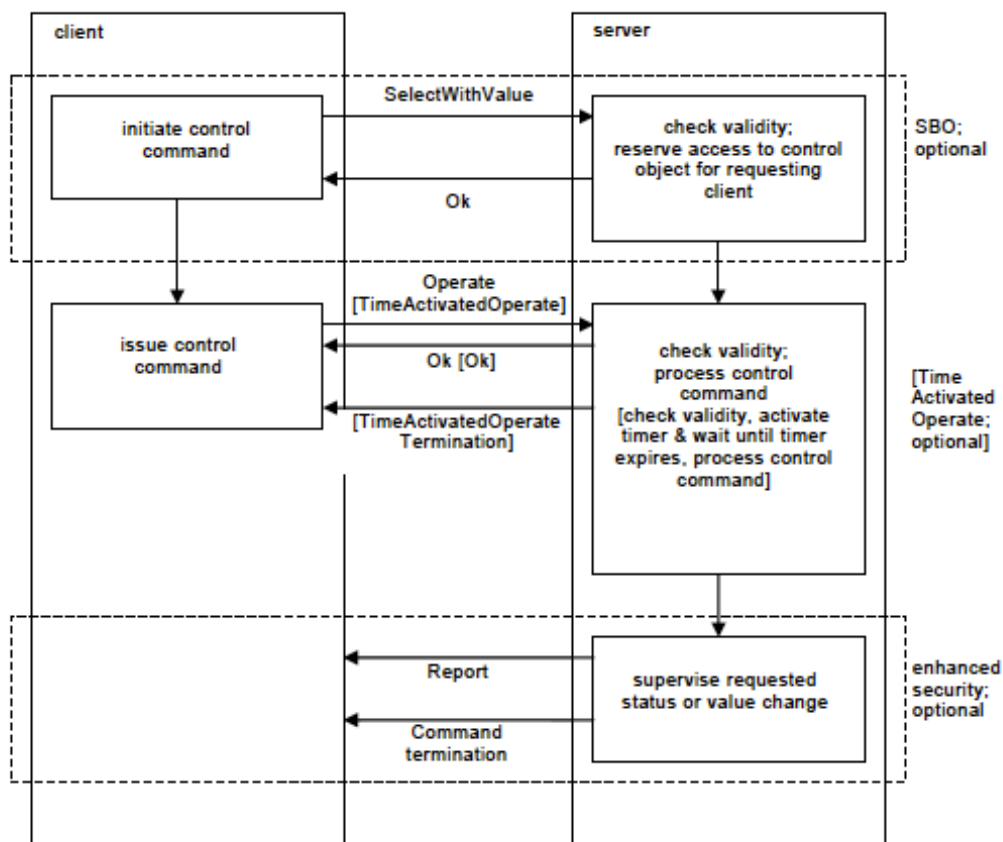 client
server
SelectWithValue
initiate control
command
check validity;
reserve access to control
object for requesting
client
SBO;
optional
Ok
Operate
[TimeActivatedOperate]
issue control
command
Ok [Ok]
[TimeActivatedOperate
Termination]
check validity;
process control
command
[check validity, activate
timer & wait until timer
expires, process control
command]
[Time
Activated
Operate;
optional]
Report
Command
termination
supervise requested
status or value change
enhanced
security;
optional